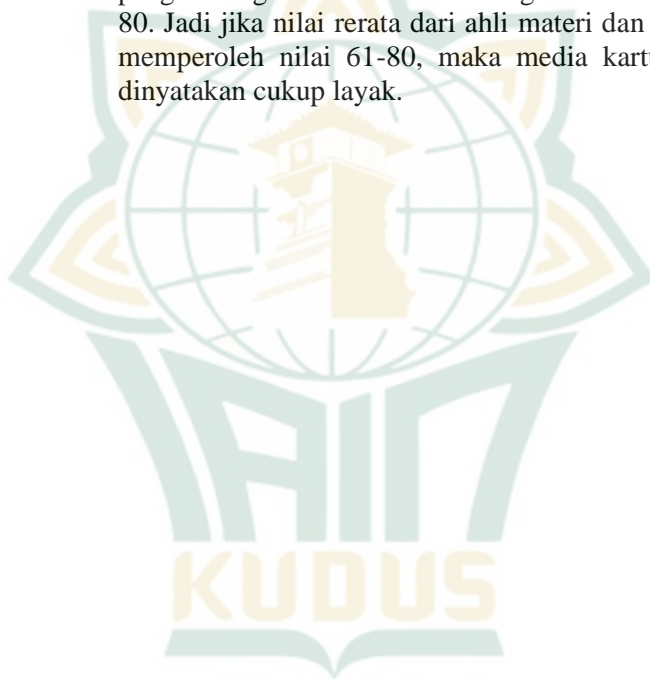 80. Jadi jika nilai rerata dari ahli materi dan
memperoleh nilai 61-80, maka media kart
dinyatakan cukup layak.
IAIN
KUDUS